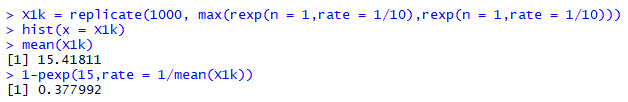 > X1k = replicate(1000, max(rexp(n = 1,rate = 1/10),rexp(n = 1,rate = 1/10)))
> hist(x = X1k)
> mean(X1k)
[1] 15.41811
> 1-pexp(15,rate = 1/mean(X1k))
[1] 0.377992